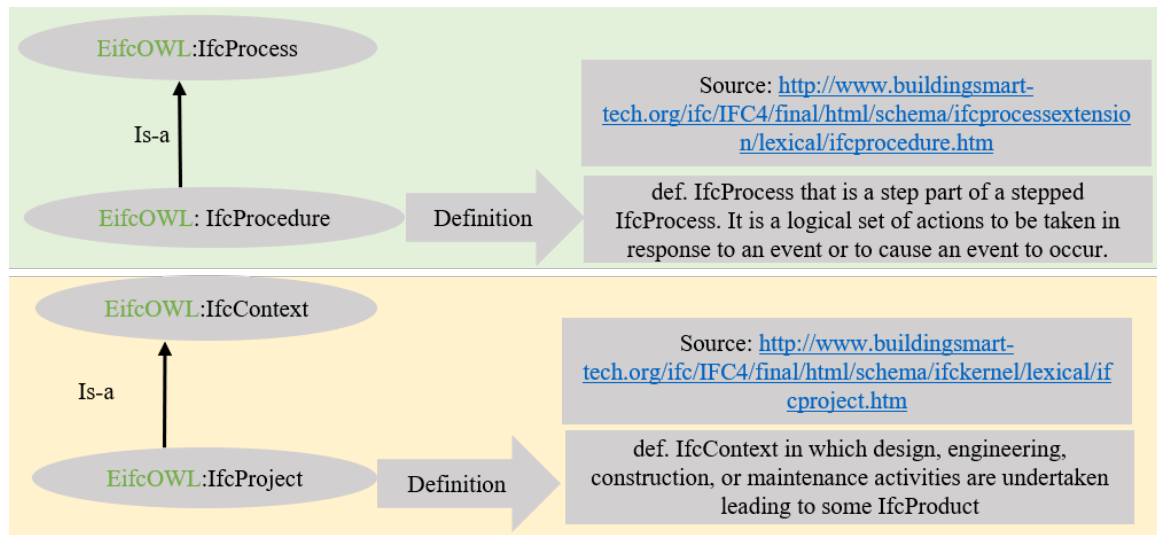 EifcOWL:IfcProcess
Is-a
EifcOWL: IfcProcedure
Definition
Source: http://www.buildingsmart-
tech.org/ifc/IFC4/final/html/schema/ifcprocessextensio
n/lexical/ifcprocedure.htm
def. IfcProcess that is a step part of a stepped
IfcProcess. It is a logical set of actions to be taken in
response to an event or to cause an event to occur.
EifcOWL:IfcContext
Is-a
EifcOWL:IfcProject
Definition
Source: http://www.buildingsmart-
tech.org/ifc/IFC4/final/html/schema/ifckernel/lexical/if
cproject.htm
def. IfcContext in which design, engineering,
construction, or maintenance activities are undertaken
leading to some IfcProduct